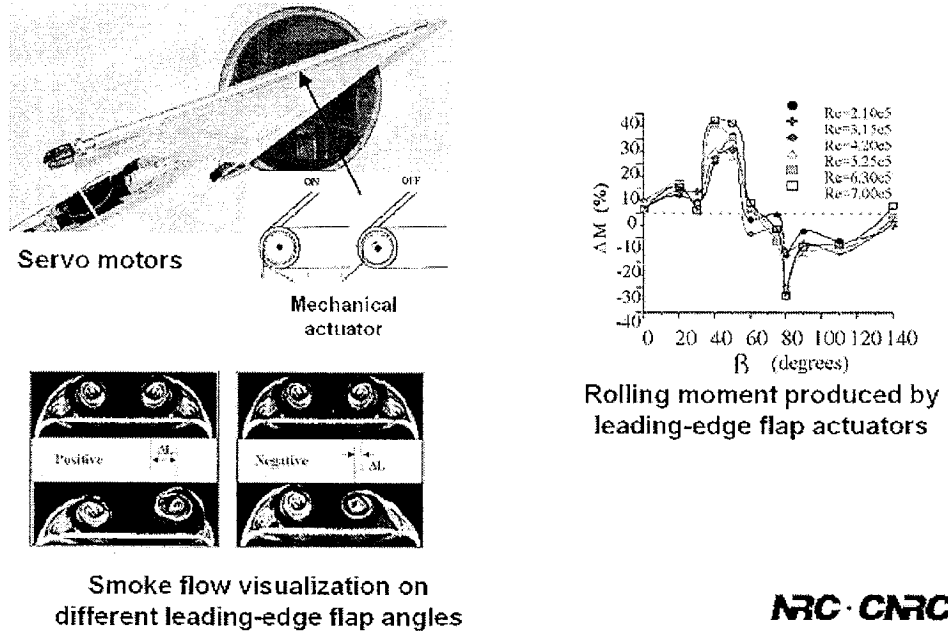 ON
OFF
Servo motors
Mechanical
actuator
Positive
ΔL
Negative
ΔL
Smoke flow visualization on
different leading-edge flap angles
Re=2.10e5
Re=3.15e5
Re=4.20e5
Re=5.25e5
Re=6.30e5
Re=7.00e5
ΔM (%)
40
30
20
10
0
-10
-20
-30
-40
0 20 40 60 80 100 120 140
β (degrees)
Rolling moment produced by
leading-edge flap actuators
NRC · CNRC